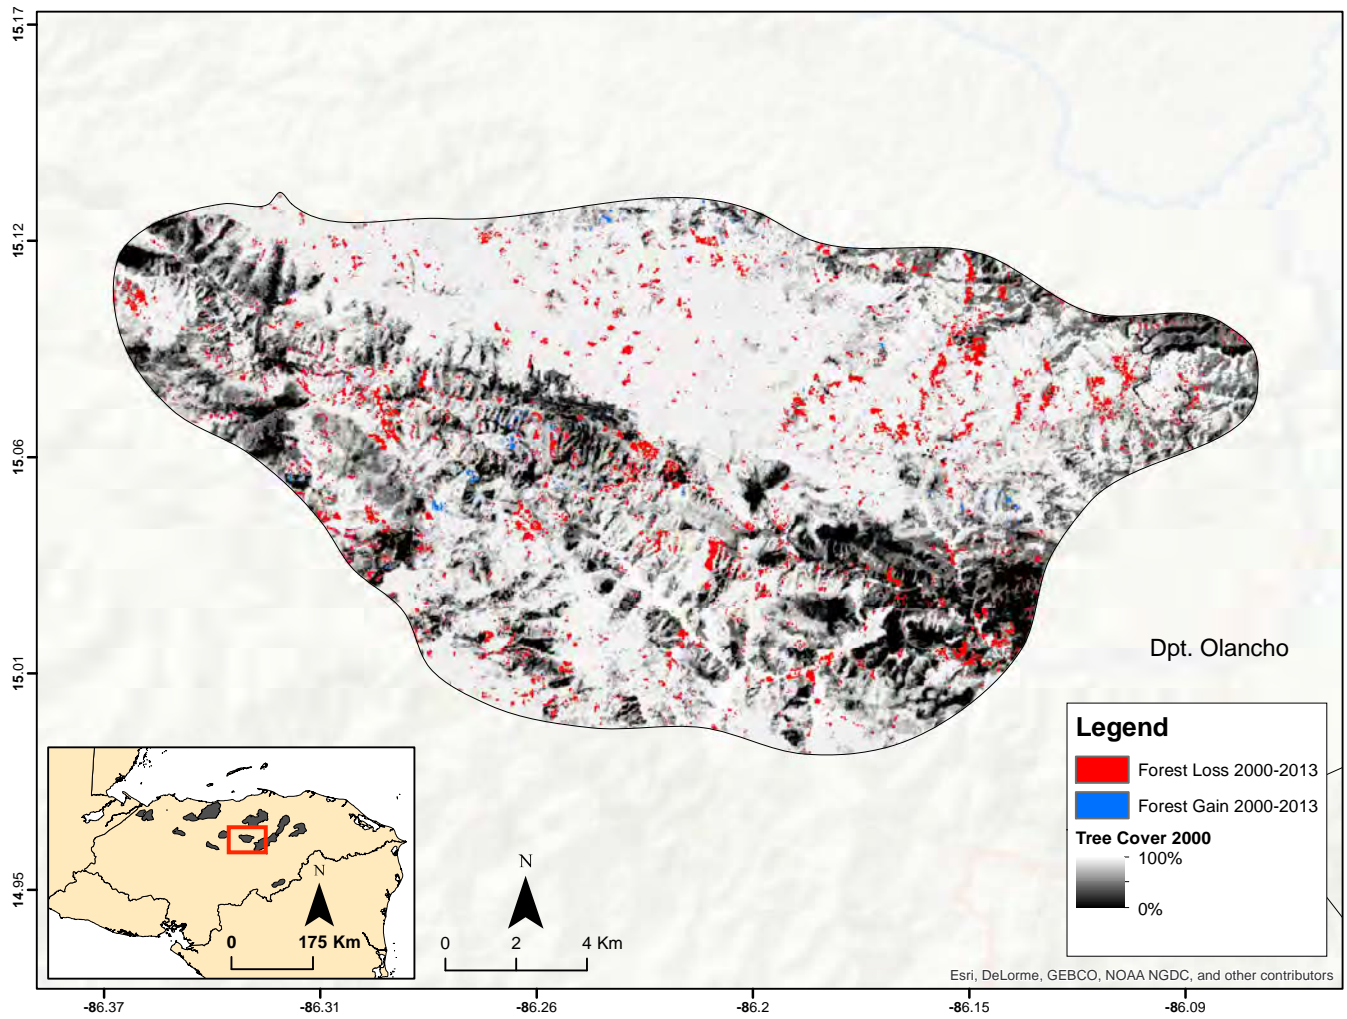 15.17
15.12
15.06
15.01
14.95
Dpt. Olancho
Legend
Forest Loss 2000-2013
Forest Gain 2000-2013
Tree Cover 2000
100%
0%
N
0
175 Km
N
0
2
4 Km
Esri, DeLorme, GEBCO, NOAA NGDC, and other contributors
-86.37
-86.31
-86.26
-86.2
-86.15
-86.09